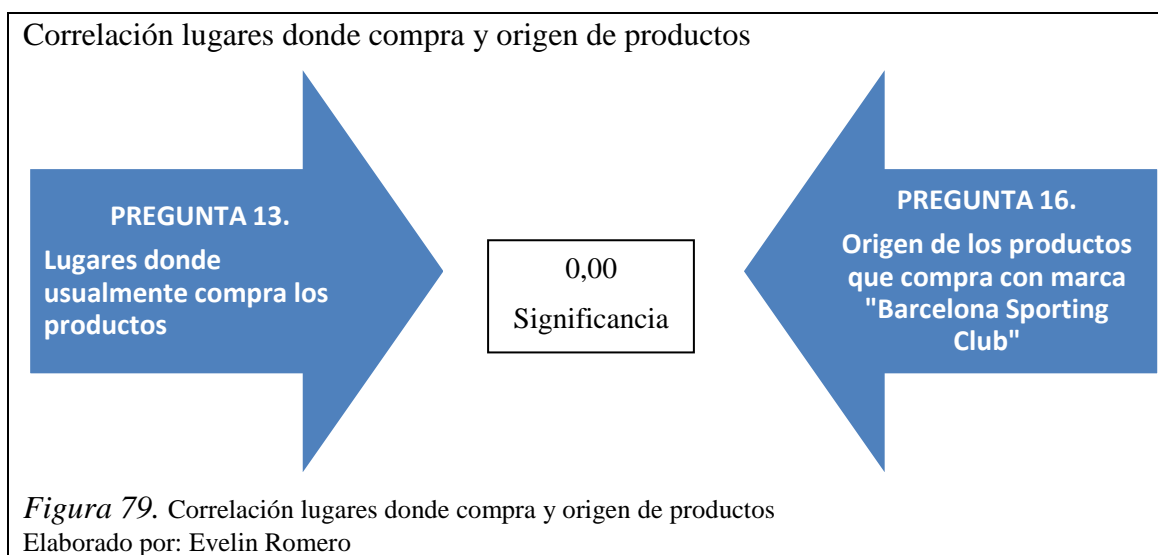 Correlación lugares donde compra y origen de productos
PREGUNTA 13.
Lugares donde
usualmente compra los
productos
0,00
Significancia
PREGUNTA 16.
Origen de los productos
que compra con marca
"Barcelona Sporting
Club"
Figura 79. Correlación lugares donde compra y origen de productos
Elaborado por: Evelin Romero